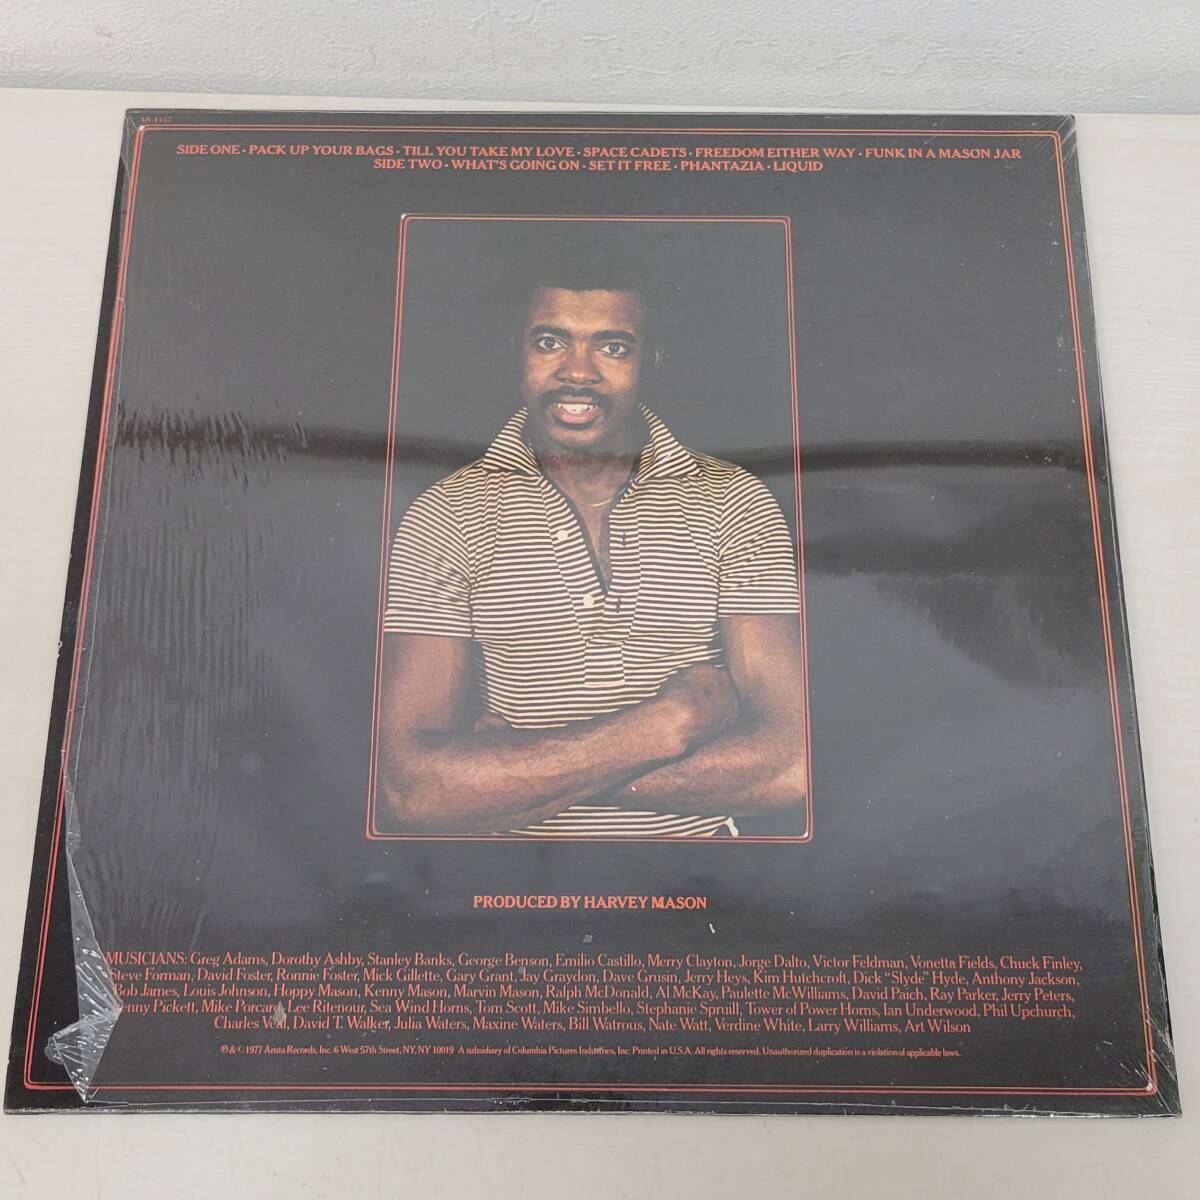 AB 4157
SIDE ONE · PACK UP YOUR BAGS · TILL YOU TAKE MY LOVE · SPACE CADETS · FREEDOM EITHER WAY · FUNK IN A MASON JAR
SIDE TWO · WHAT'S GOING ON · SET IT FREE · PHANTAZIA · LIQUID
PRODUCED BY HARVEY MASON
MUSICIANS: Greg Adams, Dorothy Ashby, Stanley Banks, George Benson, Emilio Castillo, Merry Clayton, Jorge Dalto, Victor Feldman, Vonetta Fields, Chuck Finley,
Steve Forman, David Foster, Ronnie Foster, Mick Gillette, Gary Grant, Jay Graydon, Dave Grusin, Jerry Heys, Kim Hutchcroft, Dick "Slyde" Hyde, Anthony Jackson,
Bob James, Louis Johnson, Hoppy Mason, Kenny Mason, Marvin Mason, Ralph McDonald, Al McKay, Paulette McWilliams, David Paich, Ray Parker, Jerry Peters,
Lenny Pickett, Mike Porcaro, Lee Ritenour, Sea Wind Horns, Tom Scott, Mike Simbello, Stephanie Spruill, Tower of Power Horns, Ian Underwood, Phil Upchurch,
Charles Veal, David T. Walker, Julia Waters, Maxine Waters, Bill Watrous, Nate Watt, Verdine White, Larry Williams, Art Wilson
℗ & © 1977 Arista Records, Inc. 6 West 57th Street, NY, NY 10019 A subsidiary of Columbia Pictures Industries, Inc. Printed in U.S.A. All rights reserved. Unauthorized duplication is a violation of applicable laws.